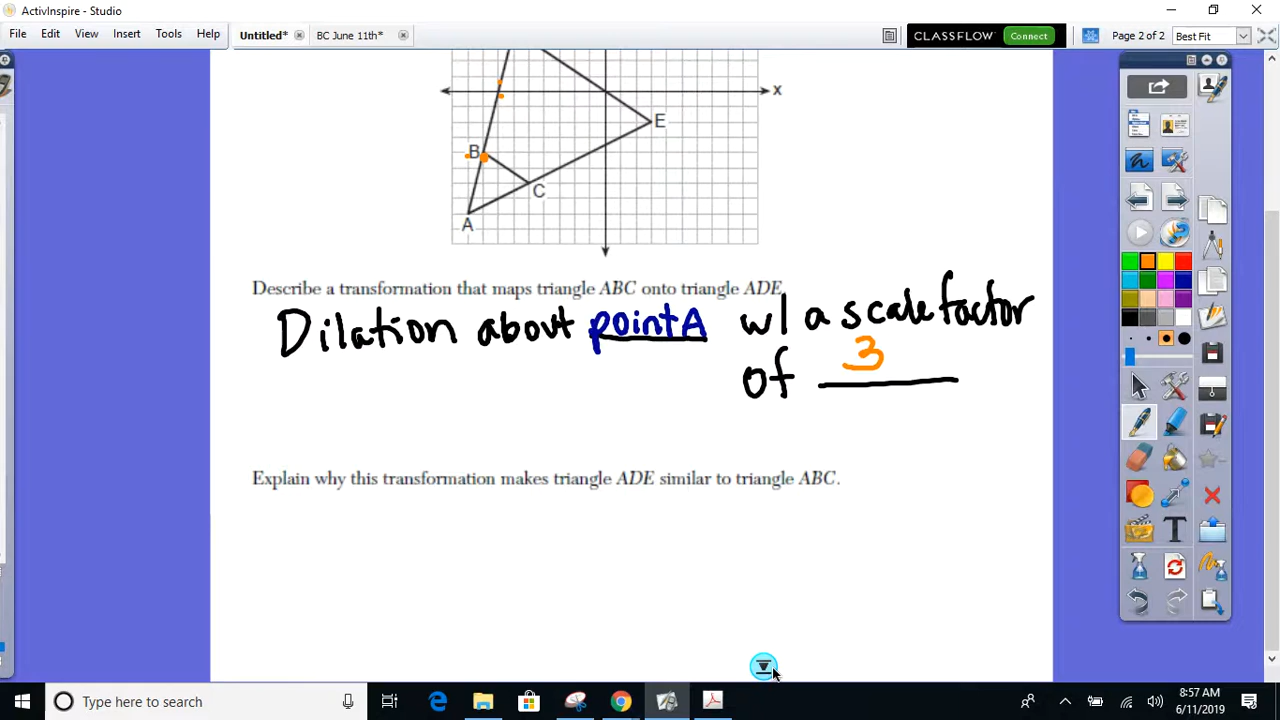 ActivInspire - Studio
File Edit View Insert Tools Help Untitled* BC June 11th* CLASSFLOW Connect Page 2 of 2 Best Fit
x
E
B
C
A
Describe a transformation that maps triangle ABC onto triangle ADE.
Dilation about point A w/ a scale factor
of 3
Explain why this transformation makes triangle ADE similar to triangle ABC.
T
Type here to search
8:57 AM
6/11/2019